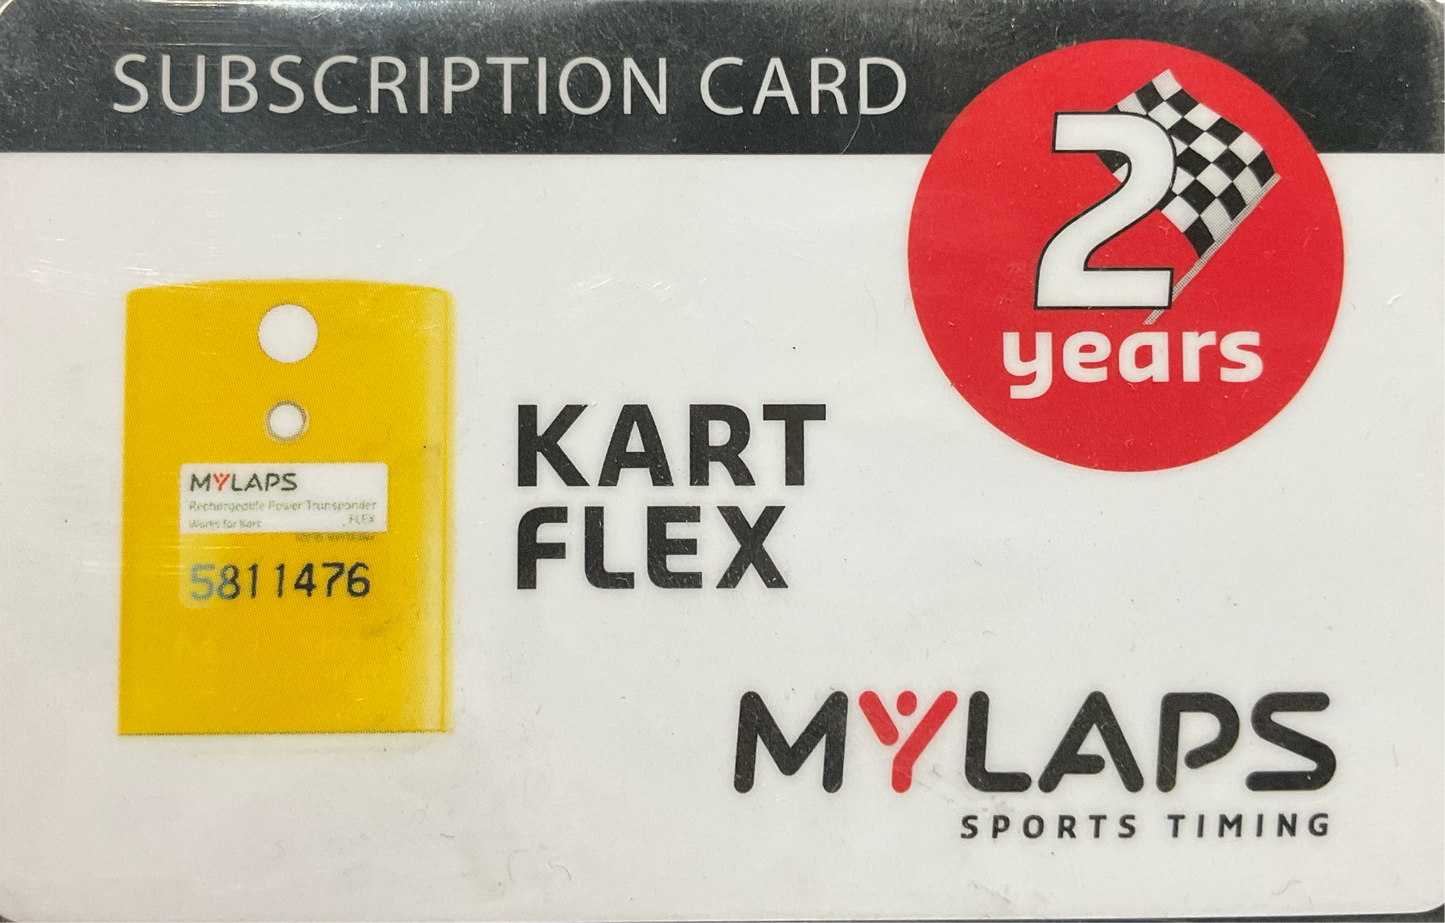 SUBSCRIPTION CARD
2
years
MYLAPS
Rechargeable Power Transponder
Works for Kart FLEX
5811476
KART
FLEX
MYLAPS
SPORTS TIMING